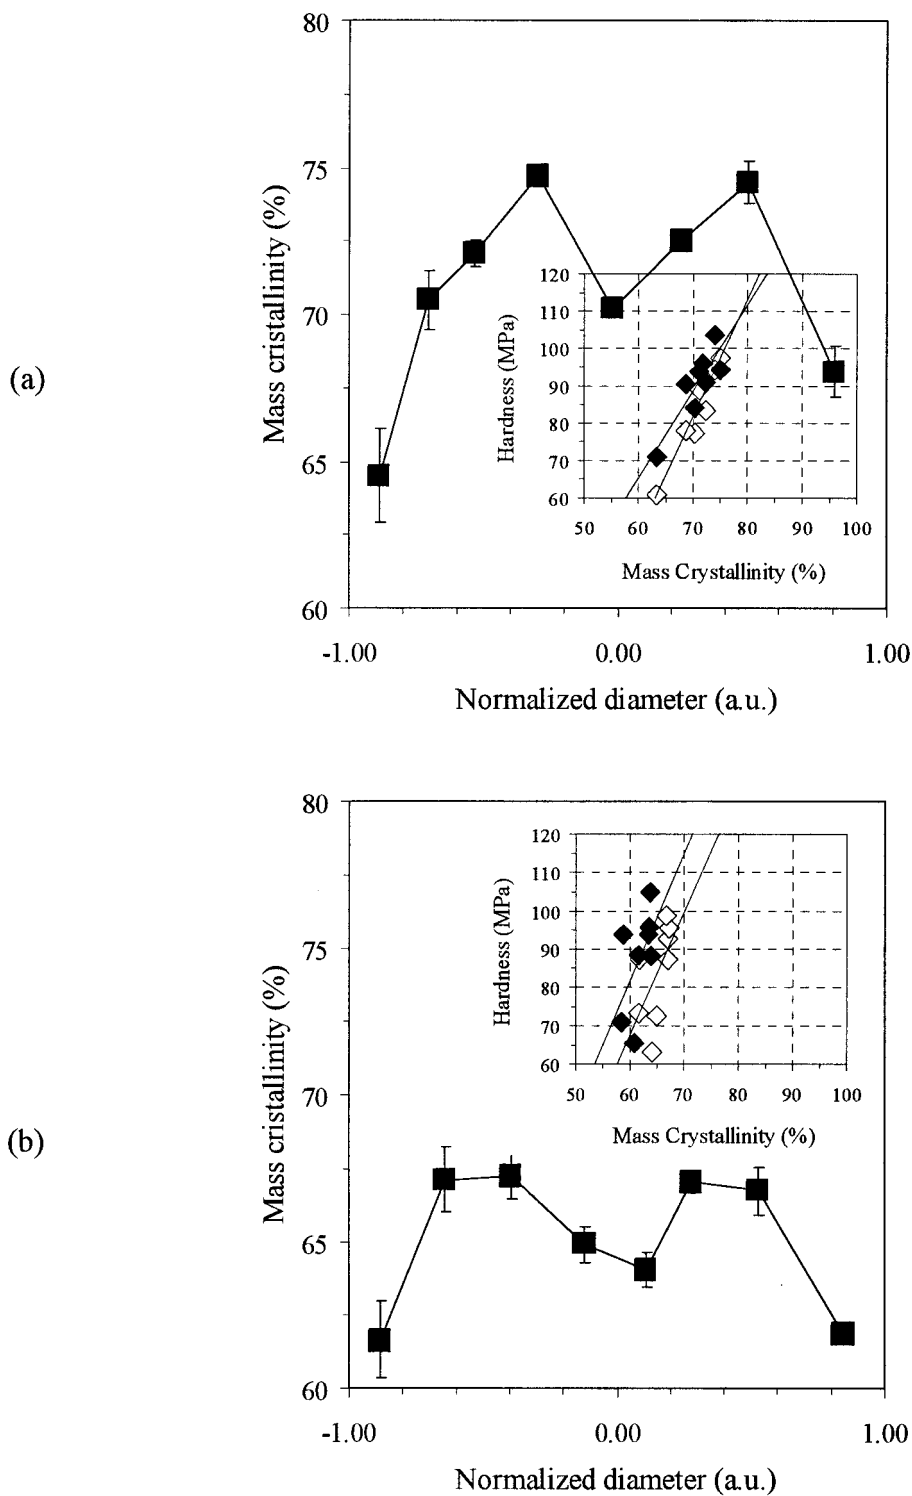 (a)
80
75
70
65
60
Mass cristallinity (%)
-1.00 0.00 1.00
Normalized diameter (a.u.)
120
110
100
90
80
70
60
Hardness (MPa)
50 60 70 80 90 100
Mass Crystallinity (%)
(b)
80
75
70
65
60
Mass cristallinity (%)
-1.00 0.00 1.00
Normalized diameter (a.u.)
120
110
100
90
80
70
60
Hardness (MPa)
50 60 70 80 90 100
Mass Crystallinity (%)